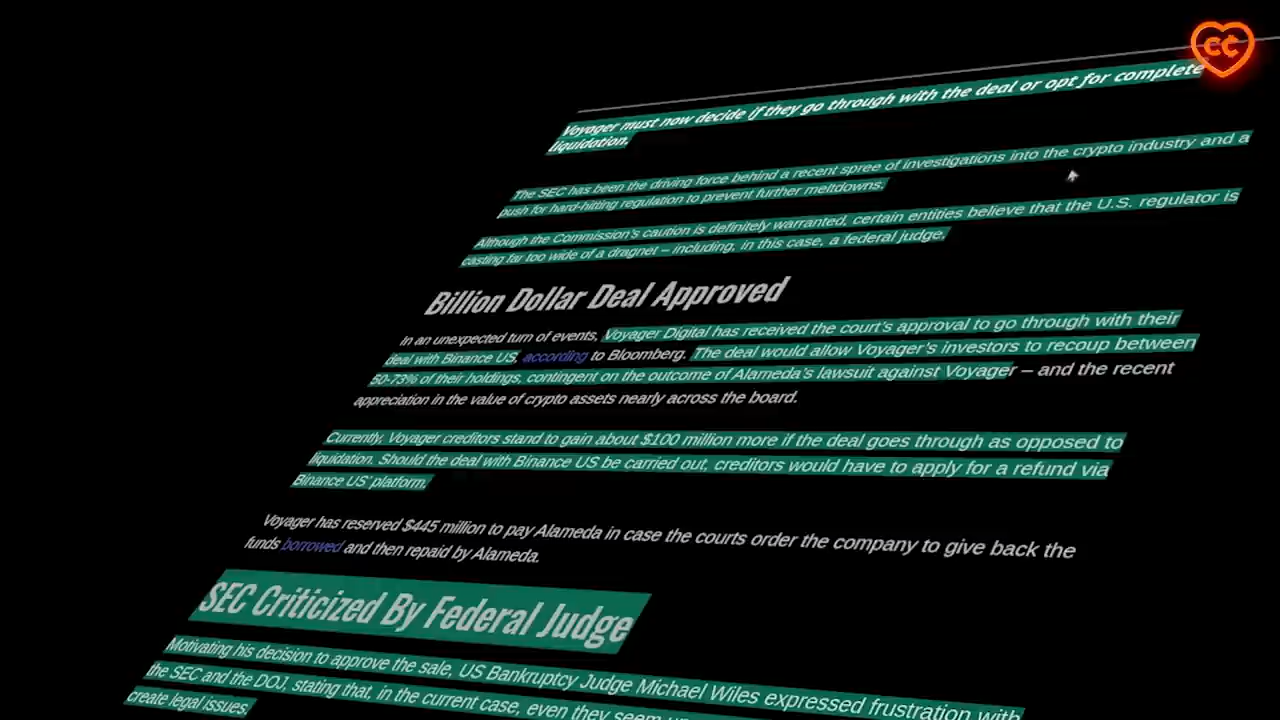 cc
Voyager must now decide if they go through with the deal or opt for complete
liquidation.
The SEC has been the driving force behind a recent spree of investigations into the crypto industry and a
push for hard-hitting regulation to prevent further meltdowns.
Although the Commission's caution is definitely warranted, certain entities believe that the U.S. regulator is
casting far too wide of a dragnet – including, in this case, a federal judge.
Billion Dollar Deal Approved
In an unexpected turn of events, Voyager Digital has received the court's approval to go through with their
deal with Binance US, according to Bloomberg. The deal would allow Voyager's investors to recoup between
50-73% of their holdings, contingent on the outcome of Alameda's lawsuit against Voyager – and the recent
appreciation in the value of crypto assets nearly across the board.
Currently, Voyager creditors stand to gain about $100 million more if the deal goes through as opposed to
liquidation. Should the deal with Binance US be carried out, creditors would have to apply for a refund via
Binance US' platform.
Voyager has reserved $445 million to pay Alameda in case the courts order the company to give back the
funds borrowed and then repaid by Alameda.
SEC Criticized By Federal Judge
Motivating his decision to approve the sale, US Bankruptcy Judge Michael Wiles expressed frustration with
the SEC and the DOJ, stating that, in the current case, even they seem
create legal issues.